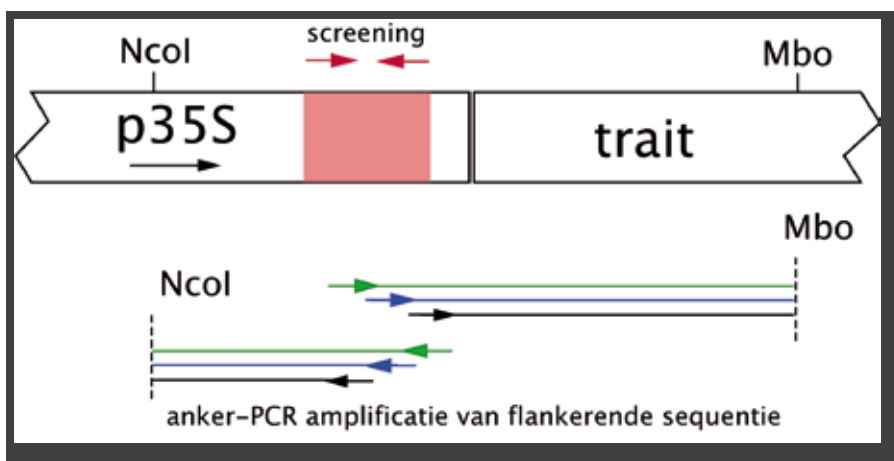 screening
NcoI
Mbo
p35S
trait
Mbo
NcoI
anker-PCR amplificatie van flankerende sequentie